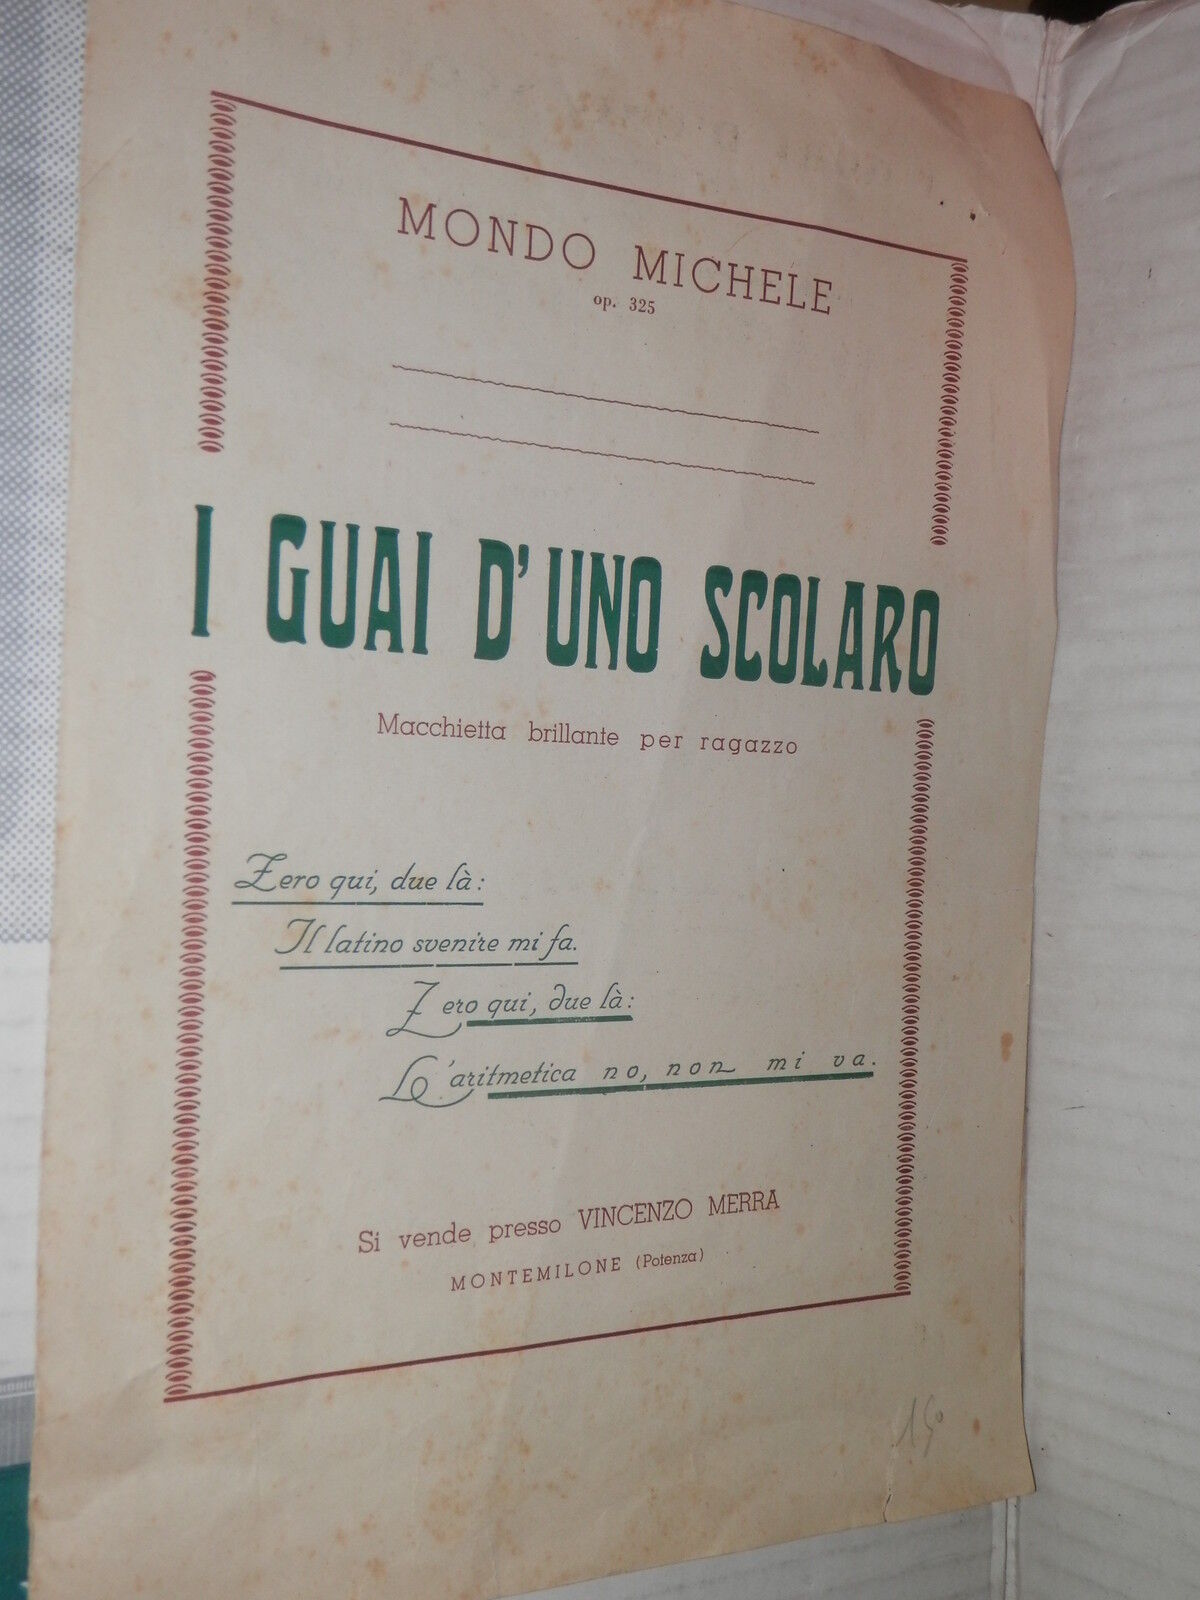 MONDO MICHELE
op. 325
I GUAI D'UNO SCOLARO
Macchietta brillante per ragazzo
Zero qui, due là:
Il latino svenire mi fa.
Zero qui, due là:
L'aritmetica no, non mi va.
Si vende presso VINCENZO MERRA
MONTEMILONE (Potenza)